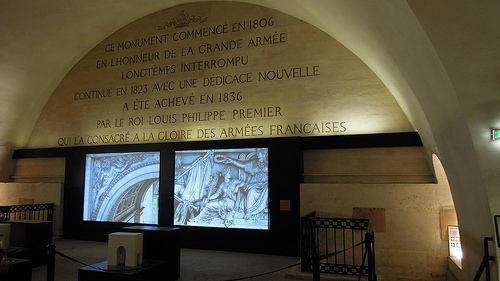 CE MONUMENT COMMENCÉ EN 1806
EN L'HONNEUR DE LA GRANDE ARMÉE
LONGTEMPS INTERROMPU
CONTINUÉ EN 1823 AVEC UNE DÉDICACE NOUVELLE
A ÉTÉ ACHEVÉ EN 1836
PAR LE ROI LOUIS PHILIPPE PREMIER
QUI L'A CONSACRÉ A LA GLOIRE DES ARMÉES FRANCAISES